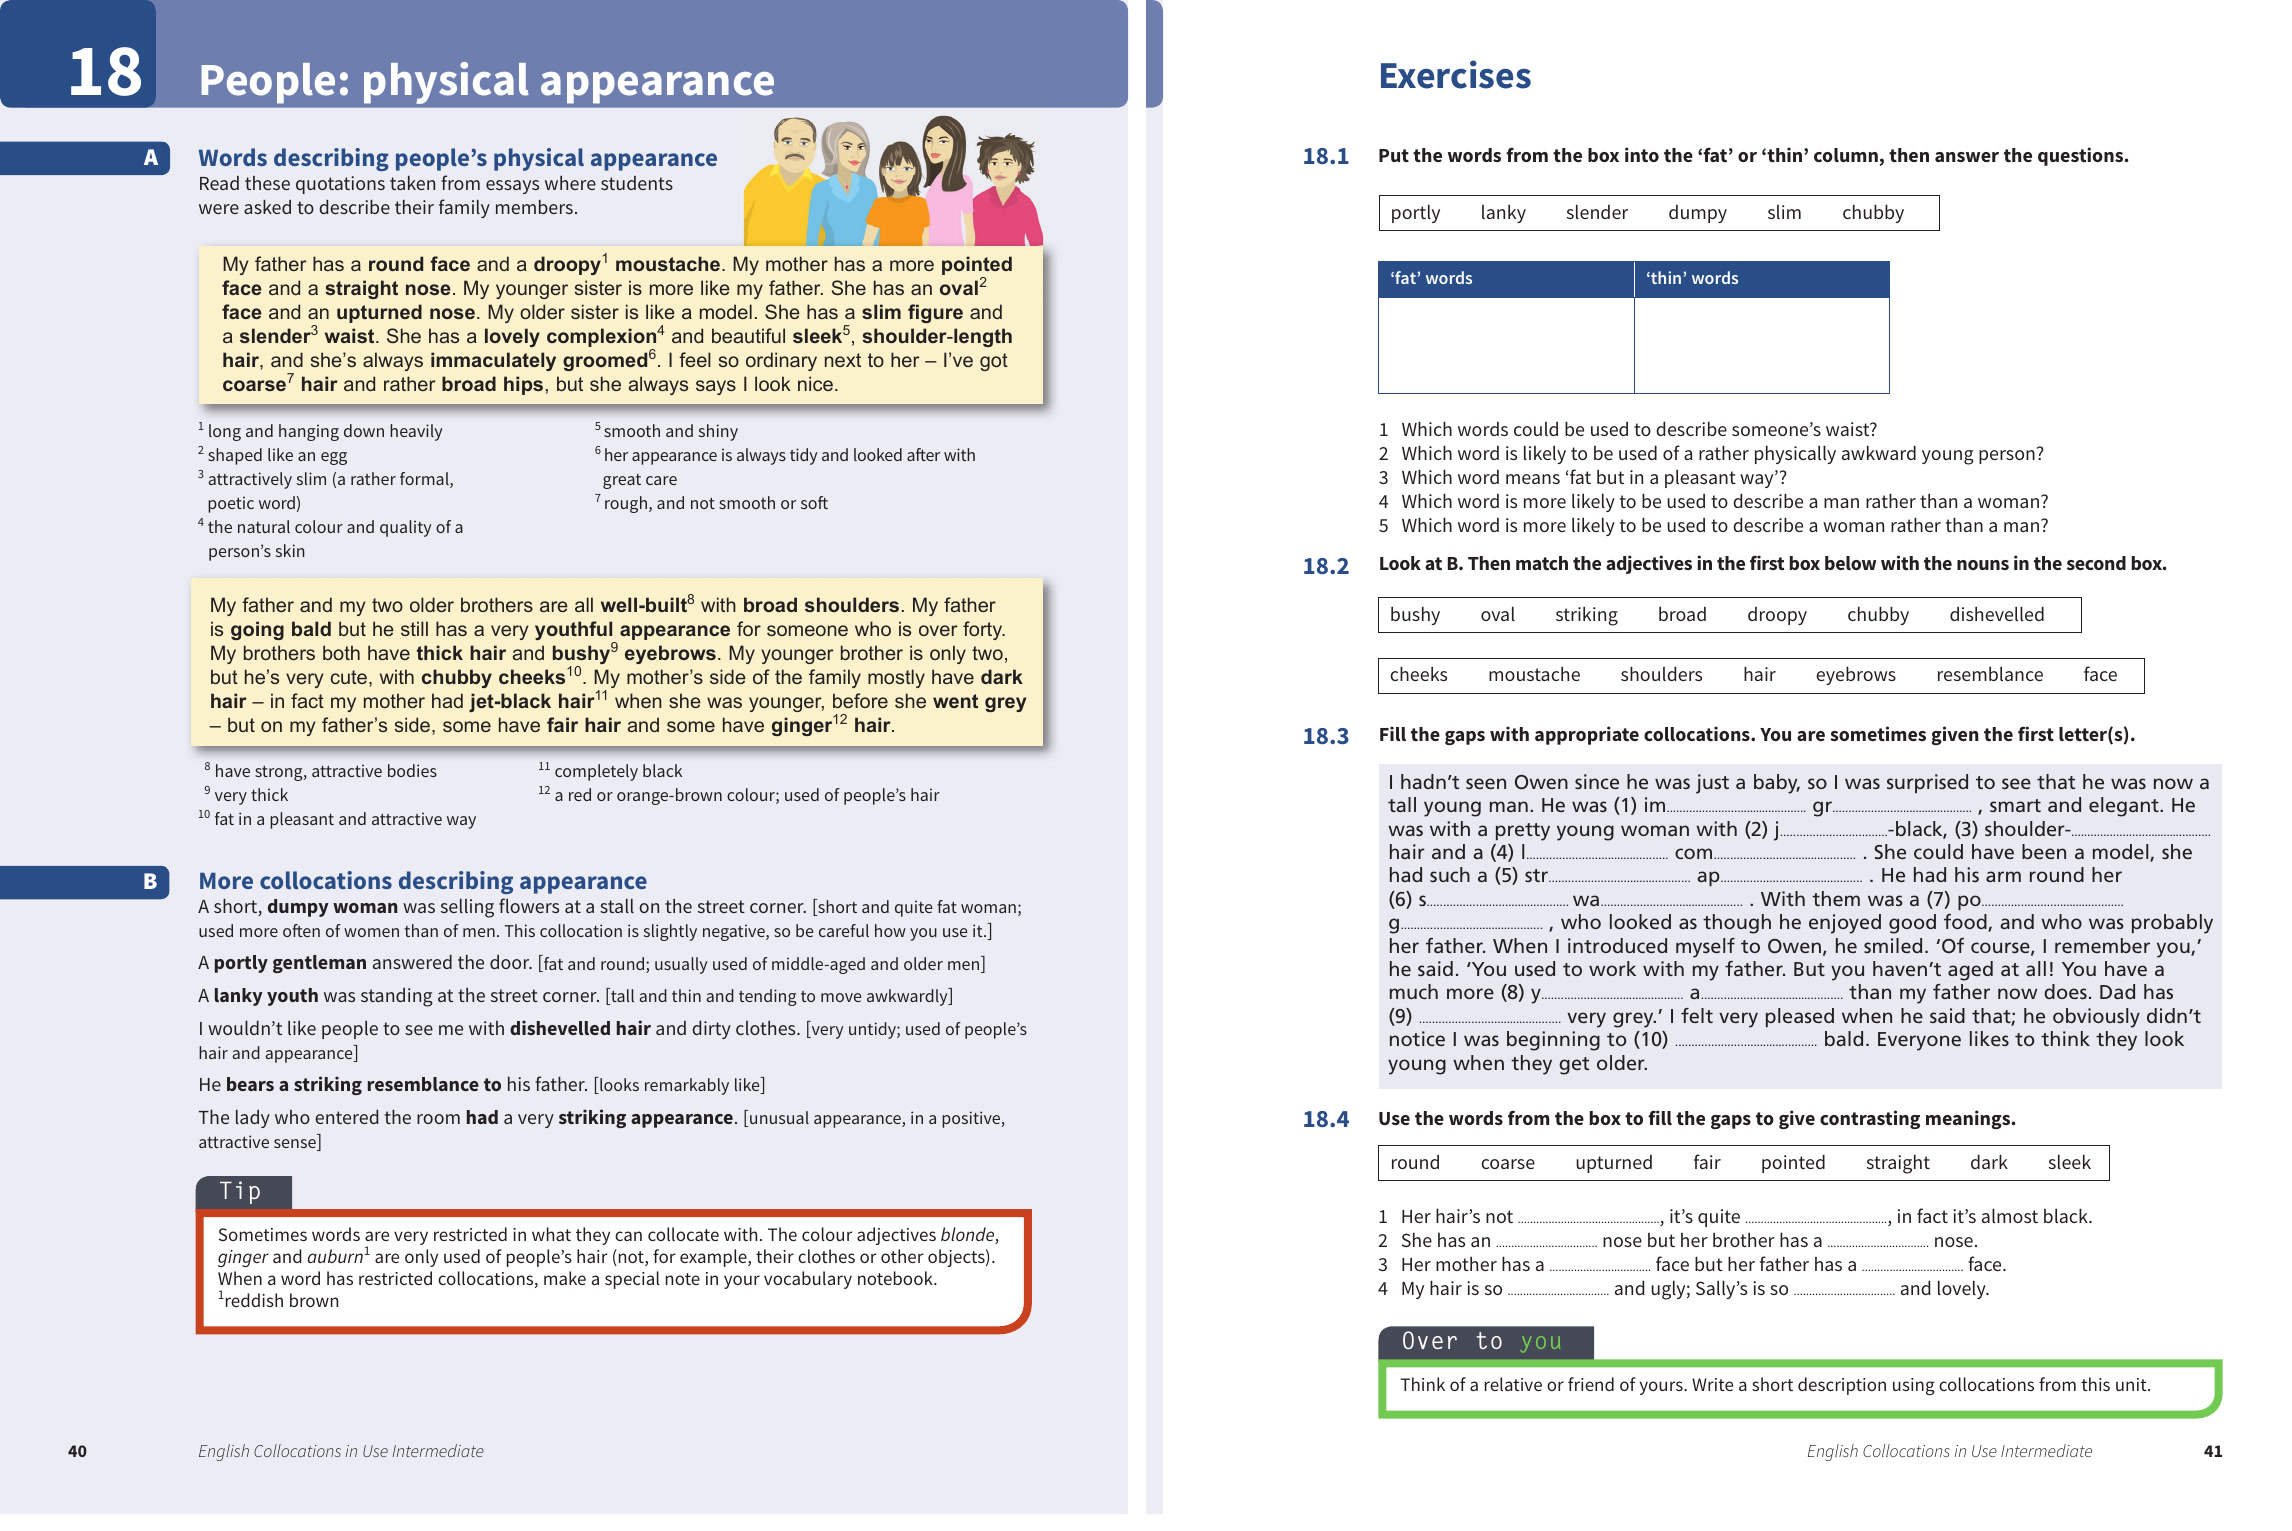 18
People: physical appearance
A
Words describing people’s physical appearance
Read these quotations taken from essays where students
were asked to describe their family members.
My father has a round face and a droopy1 moustache. My mother has a more pointed
face and a straight nose. My younger sister is more like my father. She has an oval2
face and an upturned nose. My older sister is like a model. She has a slim figure and
a slender3 waist. She has a lovely complexion4 and beautiful sleek5, shoulder-length
hair, and she’s always immaculately groomed6. I feel so ordinary next to her – I’ve got
coarse7 hair and rather broad hips, but she always says I look nice.
1 long and hanging down heavily
2 shaped like an egg
3 attractively slim (a rather formal,
poetic word)
4 the natural colour and quality of a
person’s skin
5 smooth and shiny
6 her appearance is always tidy and looked after with
great care
7 rough, and not smooth or soft
My father and my two older brothers are all well-built8 with broad shoulders. My father
is going bald but he still has a very youthful appearance for someone who is over forty.
My brothers both have thick hair and bushy9 eyebrows. My younger brother is only two,
but he’s very cute, with chubby cheeks10. My mother’s side of the family mostly have dark
hair – in fact my mother had jet-black hair11 when she was younger, before she went grey
– but on my father’s side, some have fair hair and some have ginger12 hair.
8 have strong, attractive bodies
9 very thick
10 fat in a pleasant and attractive way
11 completely black
12 a red or orange-brown colour; used of people’s hair
B
More collocations describing appearance
A short, dumpy woman was selling flowers at a stall on the street corner. [short and quite fat woman;
used more often of women than of men. This collocation is slightly negative, so be careful how you use it.]
A portly gentleman answered the door. [fat and round; usually used of middle-aged and older men]
A lanky youth was standing at the street corner. [tall and thin and tending to move awkwardly]
I wouldn’t like people to see me with dishevelled hair and dirty clothes. [very untidy; used of people’s
hair and appearance]
He bears a striking resemblance to his father. [looks remarkably like]
The lady who entered the room had a very striking appearance. [unusual appearance, in a positive,
attractive sense]
Tip
Sometimes words are very restricted in what they can collocate with. The colour adjectives blonde,
ginger and auburn1 are only used of people’s hair (not, for example, their clothes or other objects).
When a word has restricted collocations, make a special note in your vocabulary notebook.
1reddish brown
40
English Collocations in Use Intermediate
Exercises
18.1 Put the words from the box into the ‘fat’ or ‘thin’ column, then answer the questions.
portly lanky slender dumpy slim chubby
‘fat’ words ‘thin’ words
1 Which words could be used to describe someone’s waist?
2 Which word is likely to be used of a rather physically awkward young person?
3 Which word means ‘fat but in a pleasant way’?
4 Which word is more likely to be used to describe a man rather than a woman?
5 Which word is more likely to be used to describe a woman rather than a man?
18.2 Look at B. Then match the adjectives in the first box below with the nouns in the second box.
bushy oval striking broad droopy chubby dishevelled
cheeks moustache shoulders hair eyebrows resemblance face
18.3 Fill the gaps with appropriate collocations. You are sometimes given the first letter(s).
I hadn’t seen Owen since he was just a baby, so I was surprised to see that he was now a
tall young man. He was (1) im.................... gr.................... , smart and elegant. He
was with a pretty young woman with (2) j....................-black, (3) shoulder-....................
hair and a (4) l.................... com.................... . She could have been a model, she
had such a (5) str.................... ap.................... . He had his arm round her
(6) s.................... wa.................... . With them was a (7) po....................
g.................... , who looked as though he enjoyed good food, and who was probably
her father. When I introduced myself to Owen, he smiled. ‘Of course, I remember you,’
he said. ‘You used to work with my father. But you haven’t aged at all! You have a
much more (8) y.................... a.................... than my father now does. Dad has
(9) .................... very grey.’ I felt very pleased when he said that; he obviously didn’t
notice I was beginning to (10) .................... bald. Everyone likes to think they look
young when they get older.
18.4 Use the words from the box to fill the gaps to give contrasting meanings.
round coarse upturned fair pointed straight dark sleek
1 Her hair’s not ...................., it’s quite ...................., in fact it’s almost black.
2 She has an .................... nose but her brother has a .................... nose.
3 Her mother has a .................... face but her father has a .................... face.
4 My hair is so .................... and ugly; Sally’s is so .................... and lovely.
Over to you
Think of a relative or friend of yours. Write a short description using collocations from this unit.
English Collocations in Use Intermediate
41